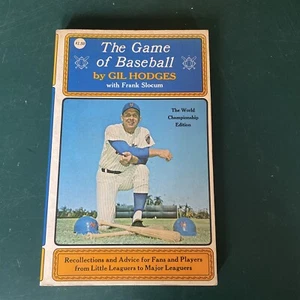 The Game
of Baseball
by GIL HODGES
with Frank Slocum
The World
Championship
Edition
Recollections and Advice for Fans and Players
from Little Leaguers to Major Leaguers